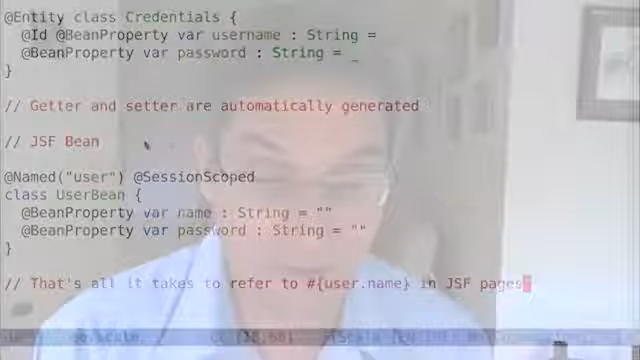 @Entity class Credentials {
@Id @BeanProperty var username : String =
@BeanProperty var password : String = _
}
// Getter and setter are automatically generated
// JSF Bean
@Named("user") @SessionScoped
class UserBean {
@BeanProperty var name : String = ""
@BeanProperty var password : String = ""
}
// That's all it takes to refer to #{user.name} in JSF pages